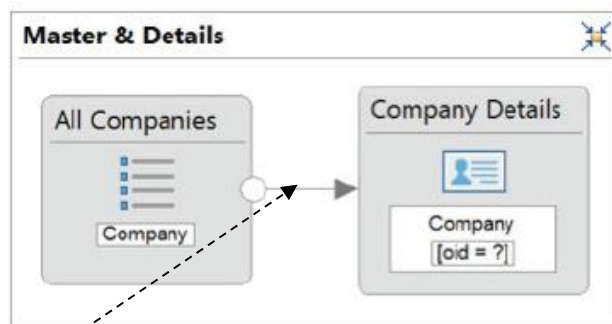 Master & Details
All Companies
Company
Company Details
Company
[oid = ?]